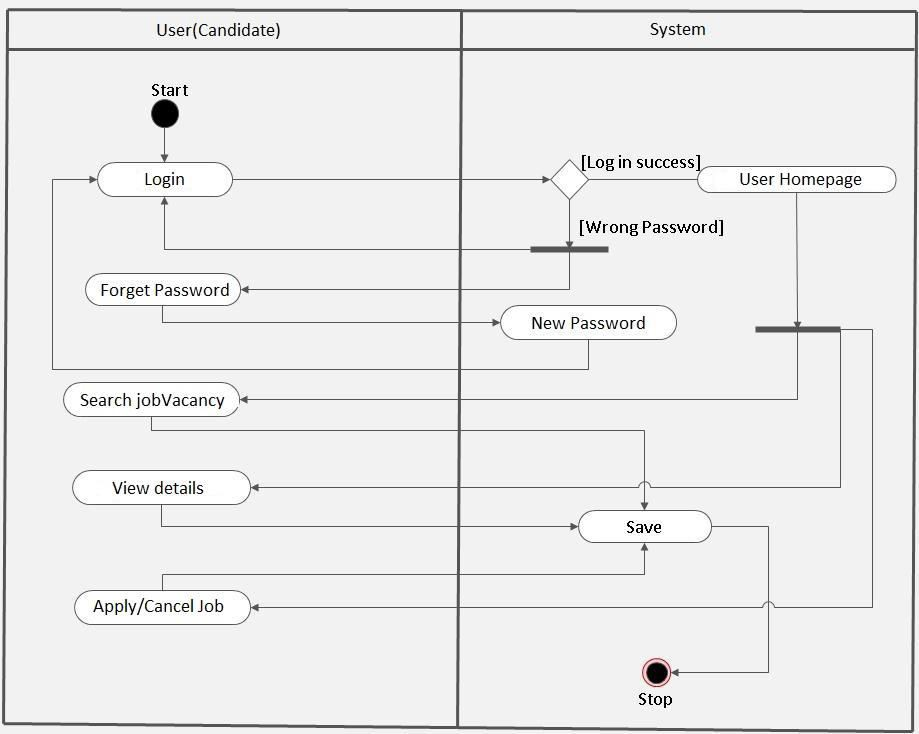 User(Candidate)
System
Start
Login
[Log in success]
User Homepage
[Wrong Password]
Forget Password
New Password
Search jobVacancy
View details
Save
Apply/Cancel Job
Stop